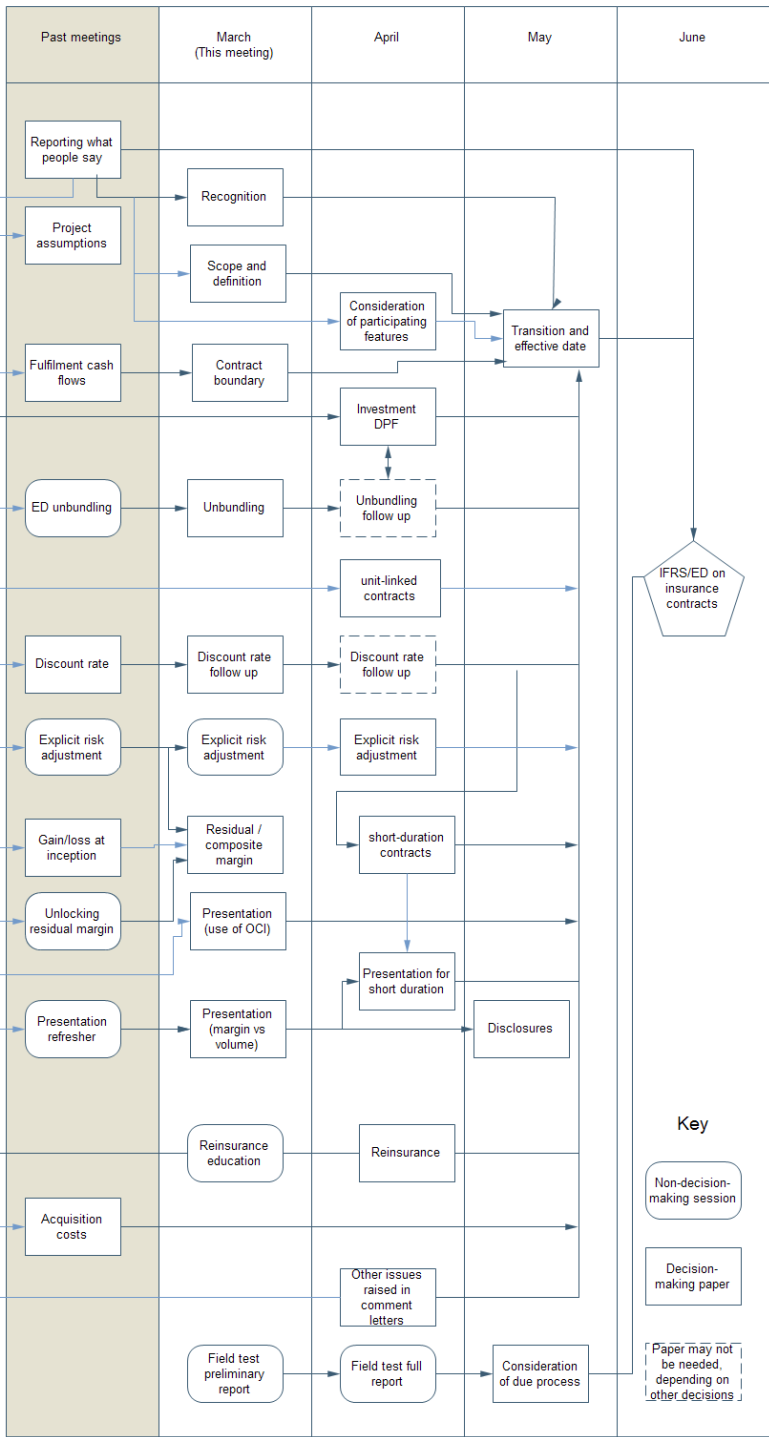 Past meetings
March
(This meeting)
April
May
June
Reporting what
people say
Recognition
Project
assumptions
Scope and
definition
Consideration
of participating
features
Transition and
effective date
Fulfilment cash
flows
Contract
boundary
Investment
DPF
ED unbundling
Unbundling
Unbundling
follow up
IFRS/ED on
insurance
contracts
unit-linked
contracts
Discount rate
Discount rate
follow up
Discount rate
follow up
Explicit risk
adjustment
Explicit risk
adjustment
Explicit risk
adjustment
Gain/loss at
inception
Residual /
composite
margin
short-duration
contracts
Unlocking
residual margin
Presentation
(use of OCI)
Presentation for
short duration
Presentation
refresher
Presentation
(margin vs
volume)
Disclosures
Key
Reinsurance
education
Reinsurance
Non-decision-
making session
Acquisition
costs
Decision-
making paper
Other issues
raised in
comment
letters
Paper may not
be needed,
depending on
other decisions
Field test
preliminary
report
Field test full
report
Consideration
of due process